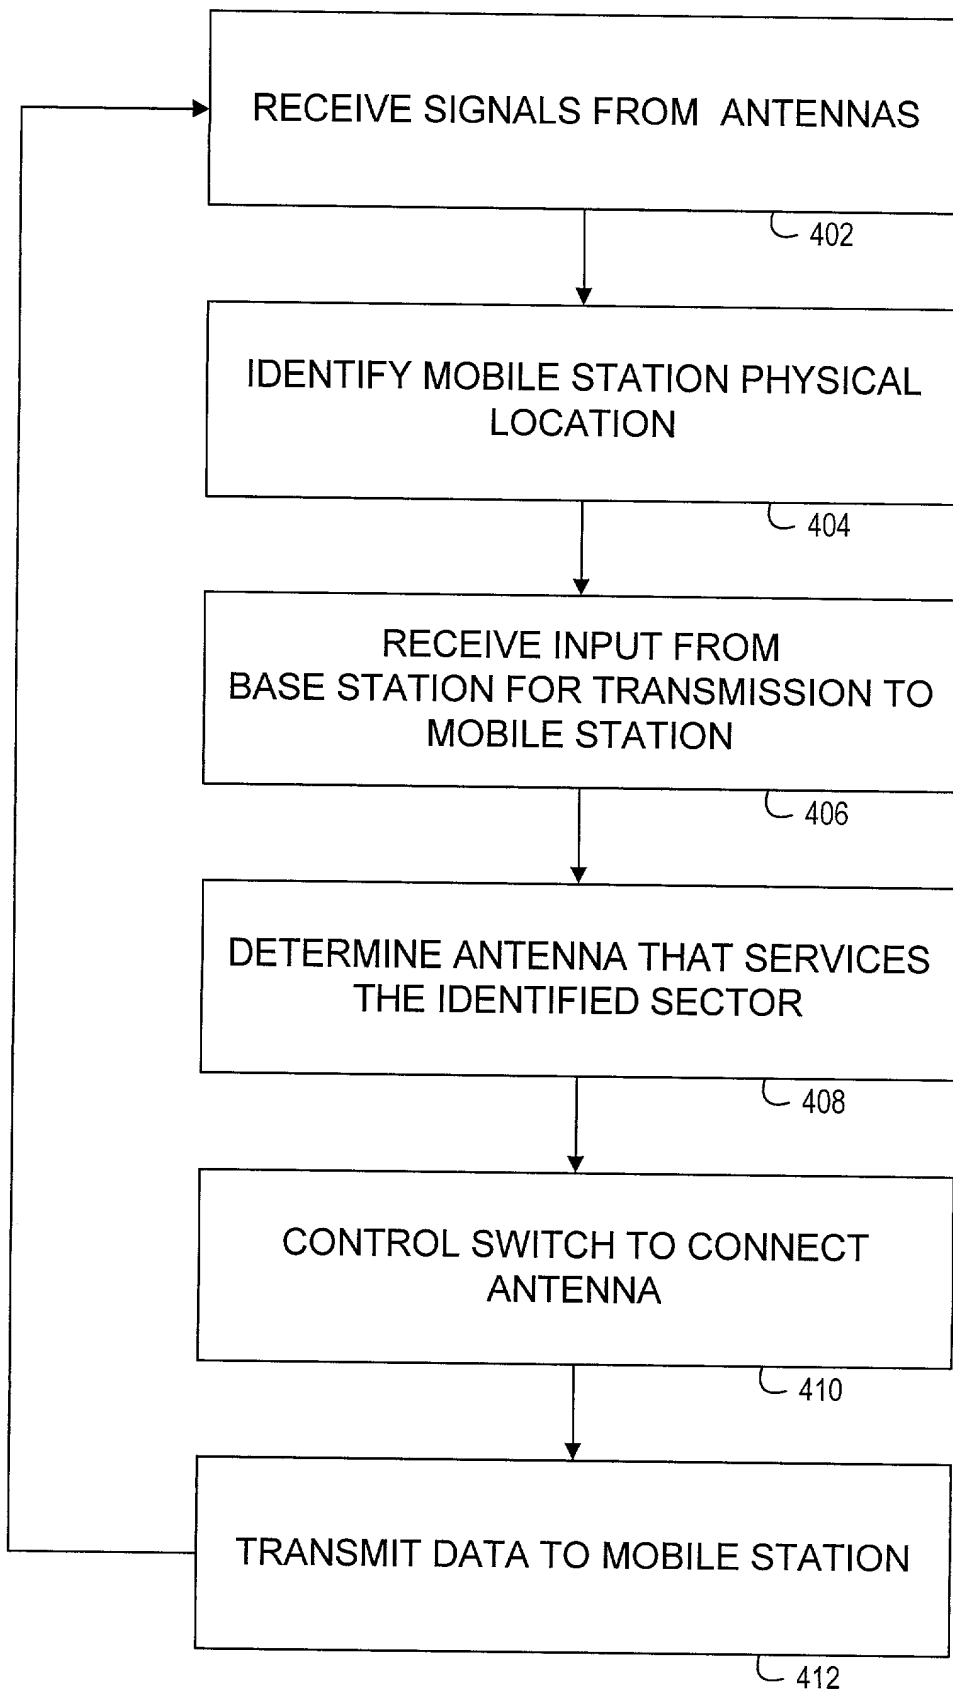 RECEIVE SIGNALS FROM ANTENNAS
402
IDENTIFY MOBILE STATION PHYSICAL
LOCATION
404
RECEIVE INPUT FROM
BASE STATION FOR TRANSMISSION TO
MOBILE STATION
406
DETERMINE ANTENNA THAT SERVICES
THE IDENTIFIED SECTOR
408
CONTROL SWITCH TO CONNECT
ANTENNA
410
TRANSMIT DATA TO MOBILE STATION
412